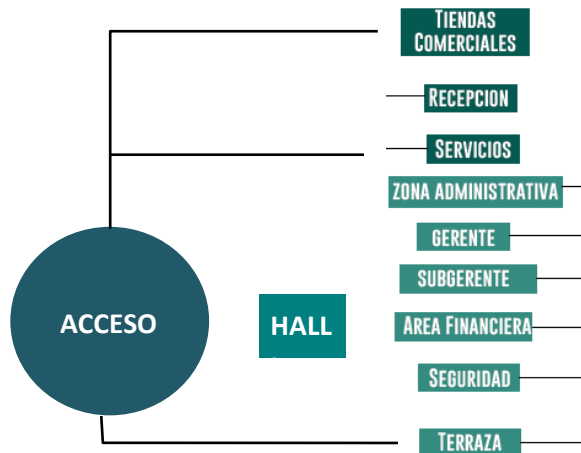 TIENDAS
COMERCIALES
RECEPCION
SERVICIOS
ZONA ADMINISTRATIVA
GERENTE
SUBGERENTE
ACCESO
HALL
AREA FINANCIERA
SEGURIDAD
TERRAZA